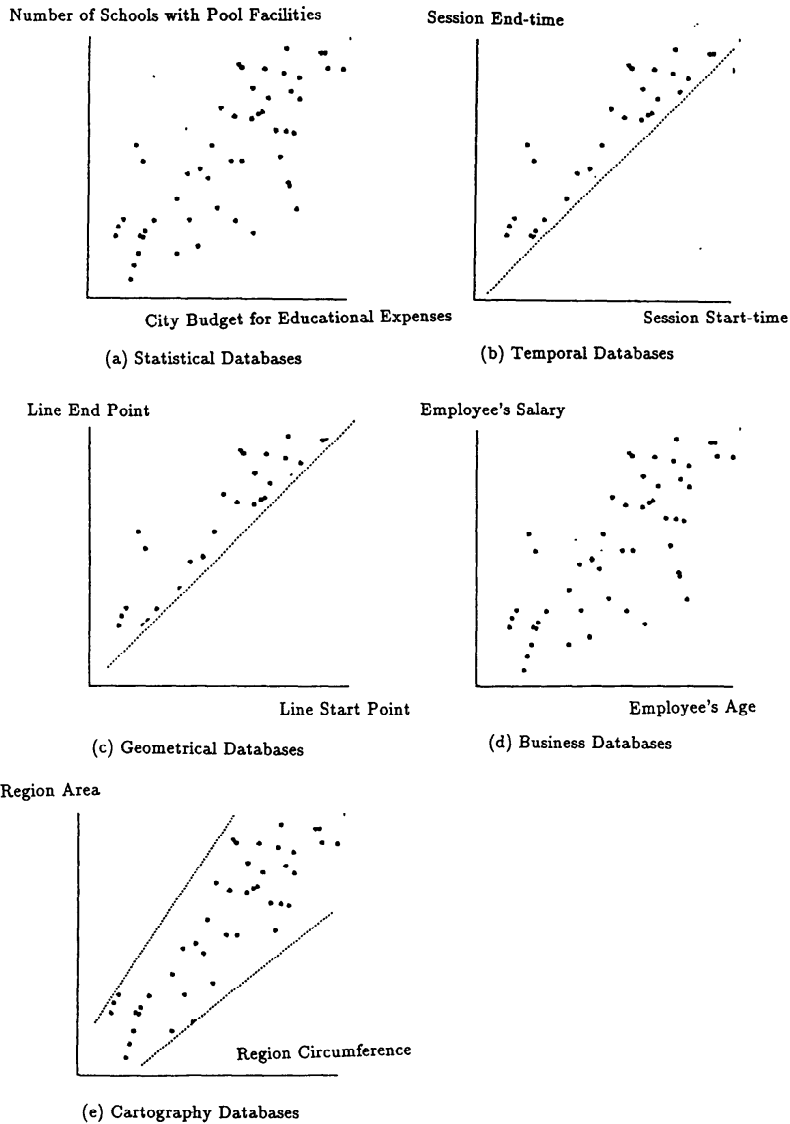 Number of Schools with Pool Facilities
City Budget for Educational Expenses
(a) Statistical Databases
Session End-time
Session Start-time
(b) Temporal Databases
Line End Point
Line Start Point
(c) Geometrical Databases
Employee's Salary
Employee's Age
(d) Business Databases
Region Area
Region Circumference
(e) Cartography Databases